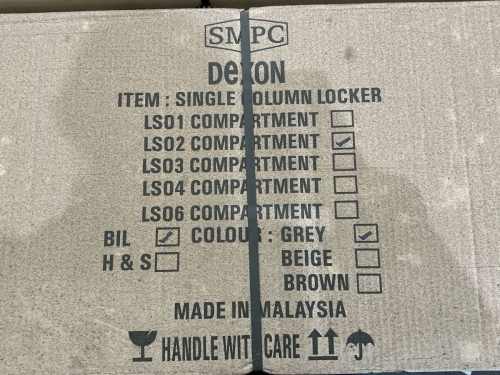 SMPC
DeXON
ITEM : SINGLE COLUMN LOCKER
LS01 COMPARTMENT
LS02 COMPARTMENT
LS03 COMPARTMENT
LS04 COMPARTMENT
LS06 COMPARTMENT
BIL COLOUR : GREY
H & S BEIGE
BROWN
MADE IN MALAYSIA
HANDLE WITH CARE